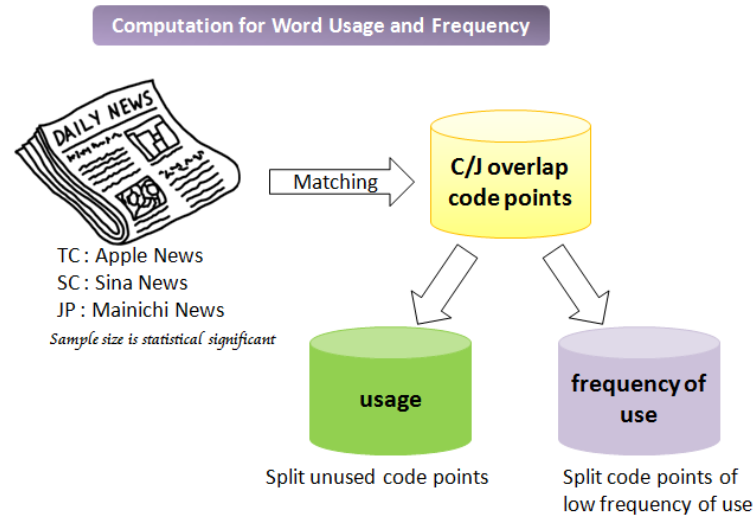 Computation for Word Usage and Frequency
DAILY NEWS
Matching
C/J overlap
code points
TC : Apple News
SC : Sina News
JP : Mainichi News
Sample size is statistical significant
usage
frequency of
use
Split unused code points
Split code points of
low frequency of use